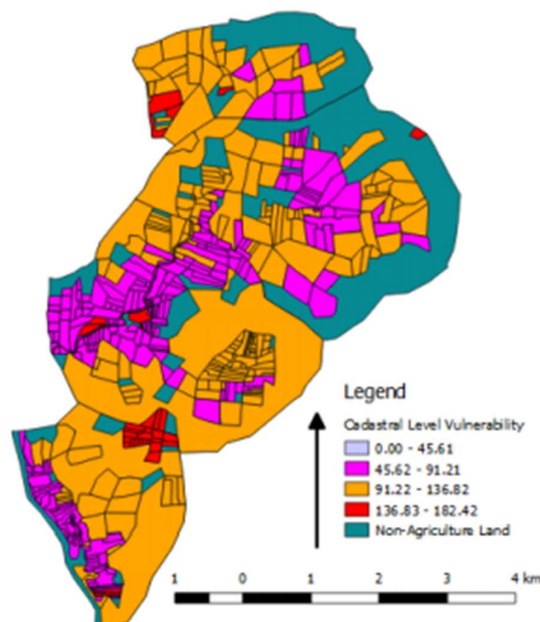 Legend
Cadastral Level Vulnerability
0.00 - 45.61
45.62 - 91.21
91.22 - 136.82
136.83 - 182.42
Non-Agriculture Land
1 0 1 2 3 4 km